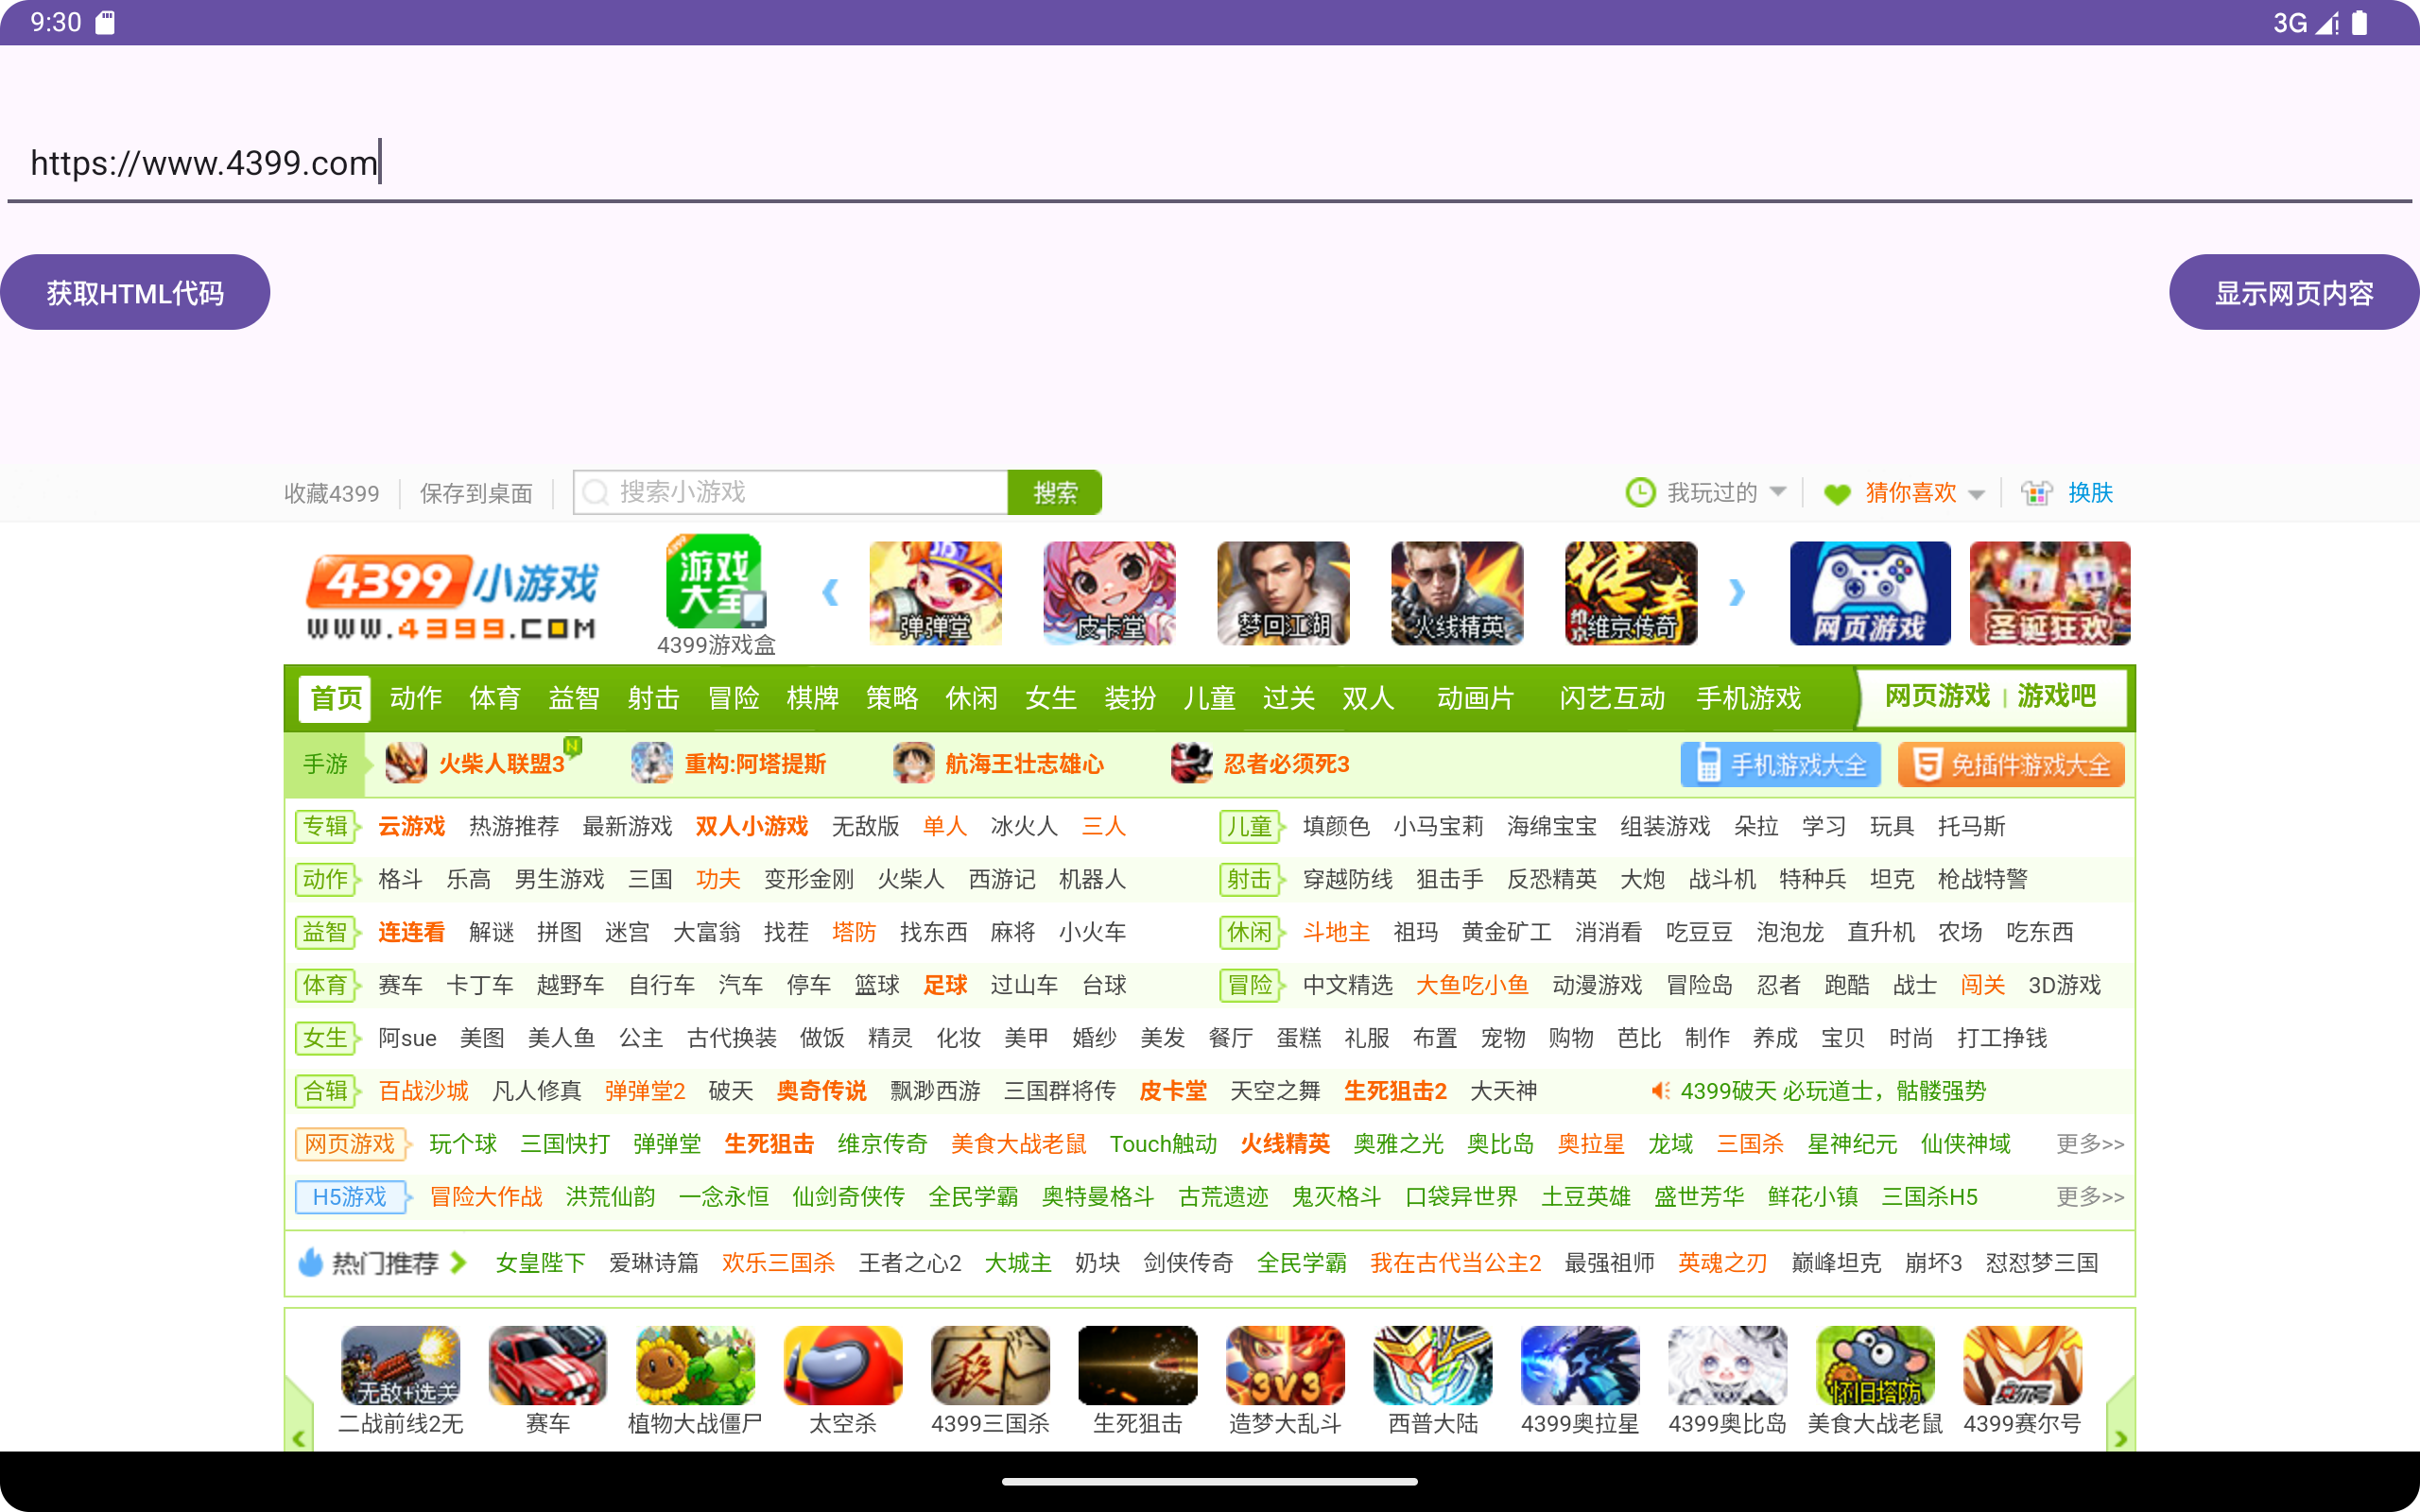 9:30 3G
https://www.4399.com
获取HTML代码 显示网页内容
收藏4399 保存到桌面 搜索小游戏 搜索 我玩过的 猜你喜欢 换肤
4399小游戏 游戏大全 弹弹堂 皮卡堂 梦回江湖 火线精英 维京传奇 网页游戏 圣诞狂欢
WWW.4399.COM 4399游戏盒
首页 动作 体育 益智 射击 冒险 棋牌 策略 休闲 女生 装扮 儿童 过关 双人 动画片 闪艺互动 手机游戏 网页游戏 | 游戏吧
手游 火柴人联盟3 N 重构:阿塔提斯 航海王壮志雄心 忍者必须死3 手机游戏大全 5 免插件游戏大全
专辑 云游戏 热游推荐 最新游戏 双人小游戏 无敌版 单人 冰火人 三人 儿童 填颜色 小马宝莉 海绵宝宝 组装游戏 朵拉 学习 玩具 托马斯
动作 格斗 乐高 男生游戏 三国 功夫 变形金刚 火柴人 西游记 机器人 射击 穿越防线 狙击手 反恐精英 大炮 战斗机 特种兵 坦克 枪战特警
益智 连连看 解谜 拼图 迷宫 大富翁 找茬 塔防 找东西 麻将 小火车 休闲 斗地主 祖玛 黄金矿工 消消看 吃豆豆 泡泡龙 直升机 农场 吃东西
体育 赛车 卡丁车 越野车 自行车 汽车 停车 篮球 足球 过山车 台球 冒险 中文精选 大鱼吃小鱼 动漫游戏 冒险岛 忍者 跑酷 战士 闯关 3D游戏
女生 阿sue 美图 美人鱼 公主 古代换装 做饭 精灵 化妆 美甲 婚纱 美发 餐厅 蛋糕 礼服 布置 宠物 购物 芭比 制作 养成 宝贝 时尚 打工挣钱
合辑 百战沙城 凡人修真 弹弹堂2 破天 奥奇传说 飘渺西游 三国群将传 皮卡堂 天空之舞 生死狙击2 大天神 4399破天 必玩道士，骷髅强势
网页游戏 玩个球 三国快打 弹弹堂 生死狙击 维京传奇 美食大战老鼠 Touch触动 火线精英 奥雅之光 奥比岛 奥拉星 龙域 三国杀 星神纪元 仙侠神域 更多>>
H5游戏 冒险大作战 洪荒仙韵 一念永恒 仙剑奇侠传 全民学霸 奥特曼格斗 古荒遗迹 鬼灭格斗 口袋异世界 土豆英雄 盛世芳华 鲜花小镇 三国杀H5 更多>>
热门推荐 女皇陛下 爱琳诗篇 欢乐三国杀 王者之心2 大城主 奶块 剑侠传奇 全民学霸 我在古代当公主2 最强祖师 英魂之刃 巅峰坦克 崩坏3 怼怼梦三国
无敌+选关 杀 3V3 怀旧塔防 赛尔号
二战前线2无 赛车 植物大战僵尸 太空杀 4399三国杀 生死狙击 造梦大乱斗 西普大陆 4399奥拉星 4399奥比岛 美食大战老鼠 4399赛尔号